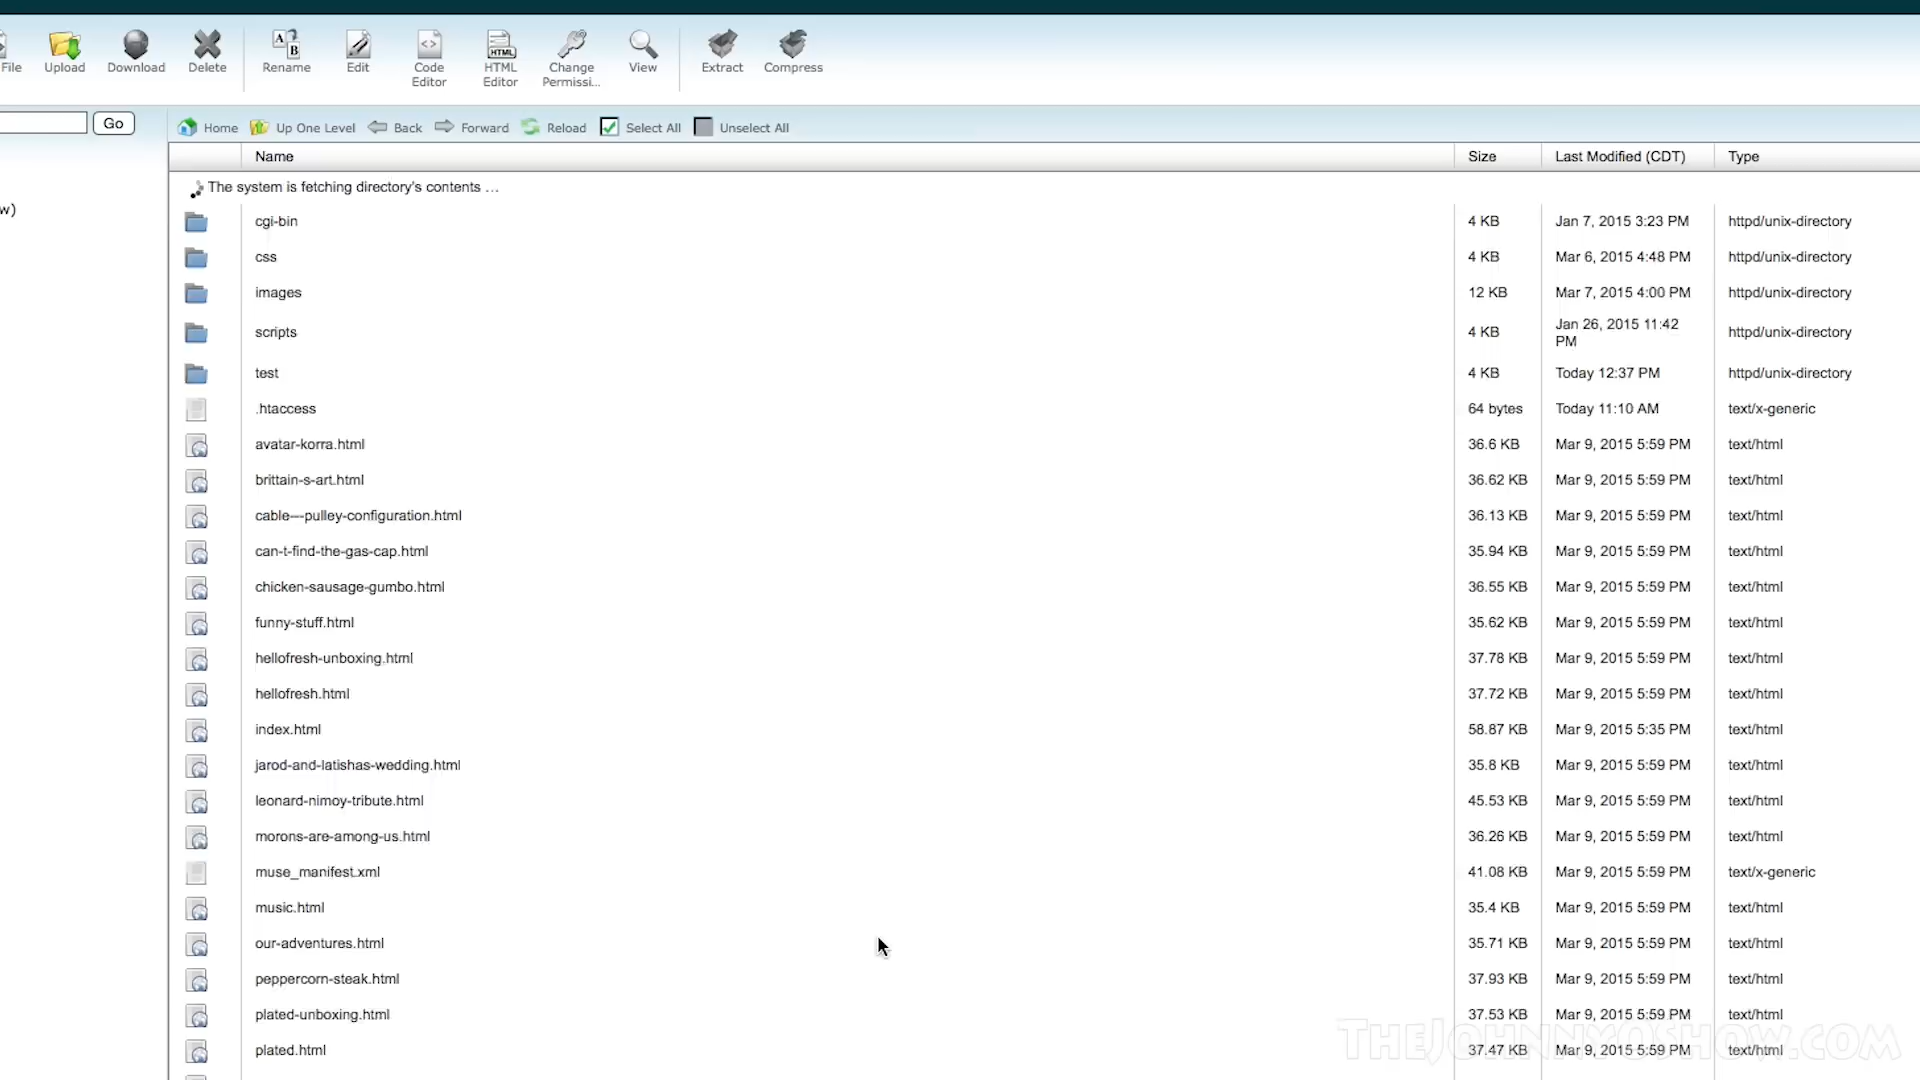 File Upload Download Delete Rename Edit Code Editor HTML Editor Change Permissi... View Extract Compress
Go Home Up One Level Back Forward Reload Select All Unselect All
Name Size Last Modified (CDT) Type
The system is fetching directory's contents ...
w)
cgi-bin 4 KB Jan 7, 2015 3:23 PM httpd/unix-directory
css 4 KB Mar 6, 2015 4:48 PM httpd/unix-directory
images 12 KB Mar 7, 2015 4:00 PM httpd/unix-directory
scripts 4 KB Jan 26, 2015 11:42 PM httpd/unix-directory
test 4 KB Today 12:37 PM httpd/unix-directory
.htaccess 64 bytes Today 11:10 AM text/x-generic
avatar-korra.html 36.6 KB Mar 9, 2015 5:59 PM text/html
brittain-s-art.html 36.62 KB Mar 9, 2015 5:59 PM text/html
cable---pulley-configuration.html 36.13 KB Mar 9, 2015 5:59 PM text/html
can-t-find-the-gas-cap.html 35.94 KB Mar 9, 2015 5:59 PM text/html
chicken-sausage-gumbo.html 36.55 KB Mar 9, 2015 5:59 PM text/html
funny-stuff.html 35.62 KB Mar 9, 2015 5:59 PM text/html
hellofresh-unboxing.html 37.78 KB Mar 9, 2015 5:59 PM text/html
hellofresh.html 37.72 KB Mar 9, 2015 5:59 PM text/html
index.html 58.87 KB Mar 9, 2015 5:35 PM text/html
jarod-and-latishas-wedding.html 35.8 KB Mar 9, 2015 5:59 PM text/html
leonard-nimoy-tribute.html 45.53 KB Mar 9, 2015 5:59 PM text/html
morons-are-among-us.html 36.26 KB Mar 9, 2015 5:59 PM text/html
muse_manifest.xml 41.08 KB Mar 9, 2015 5:59 PM text/x-generic
music.html 35.4 KB Mar 9, 2015 5:59 PM text/html
our-adventures.html 35.71 KB Mar 9, 2015 5:59 PM text/html
peppercorn-steak.html 37.93 KB Mar 9, 2015 5:59 PM text/html
plated-unboxing.html 37.53 KB Mar 9, 2015 5:59 PM text/html
plated.html 37.47 KB Mar 9, 2015 5:59 PM text/html
THEJOHNNYOSHOW.COM